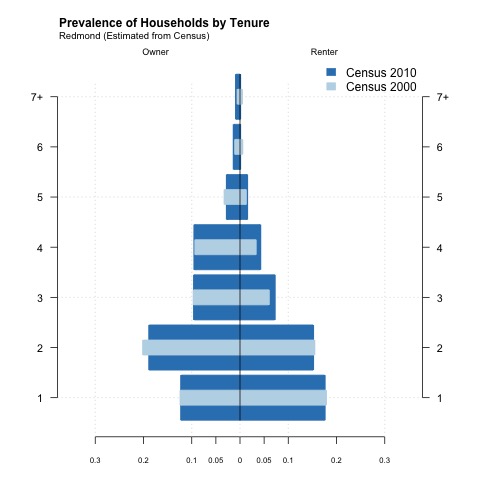 Prevalence of Households by Tenure
Redmond (Estimated from Census)
Owner Renter
Census 2010
Census 2000
7+ 7+
6 6
5 5
4 4
3 3
2 2
1 1
0.3 0.2 0.1 0.05 0 0.05 0.1 0.2 0.3